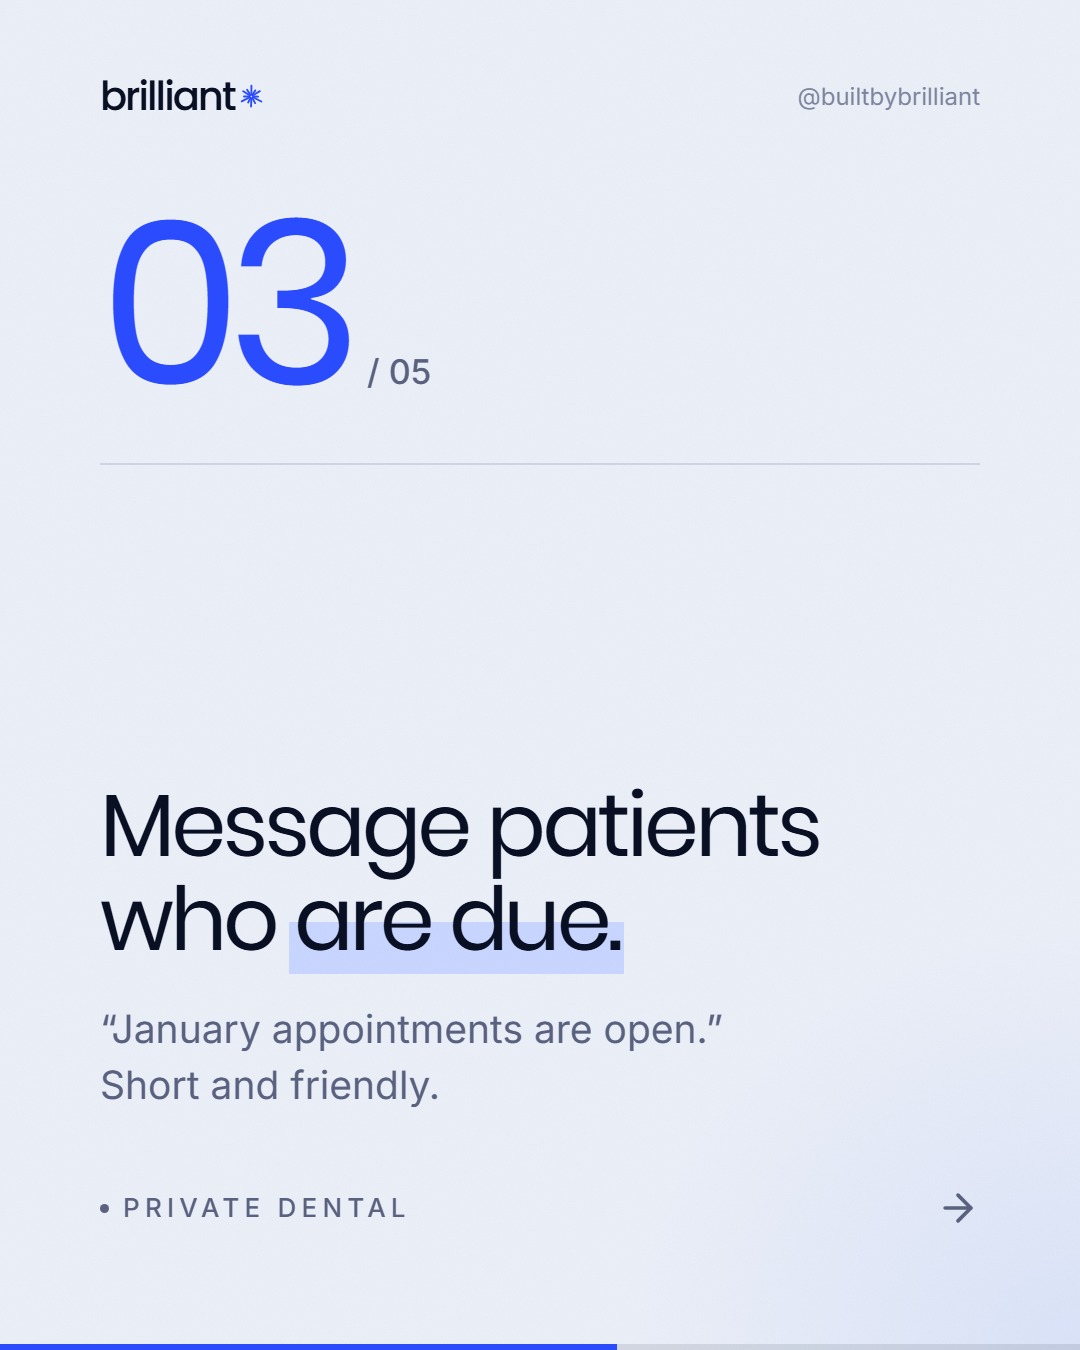 brilliant
@builtbybrilliant
03 / 05
Message patients
who are due.
“January appointments are open.”
Short and friendly.
• PRIVATE DENTAL